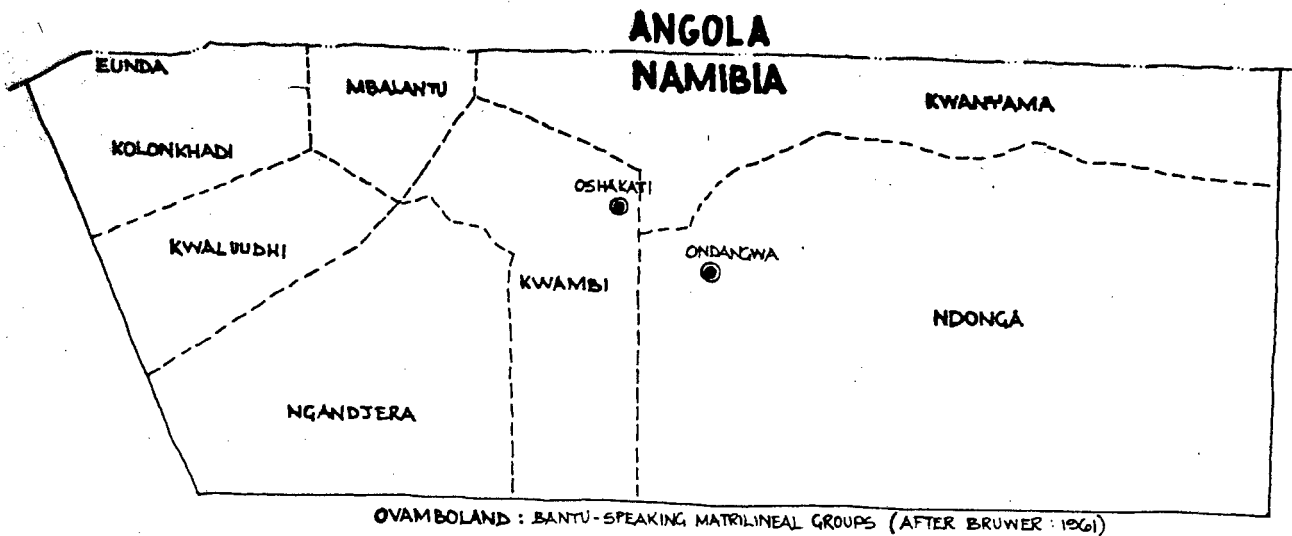 ANGOLA
NAMIBIA
EUNDA
MBALANTU
KWANYAMA
KOLONKHADI
OSHAKATI
KWALUUDHI
ONDANGWA
KWAMBI
NDONGA
NGANDJERA
OVAMBOLAND : BANTU-SPEAKING MATRILINEAL GROUPS (AFTER BRUWER : 1961)